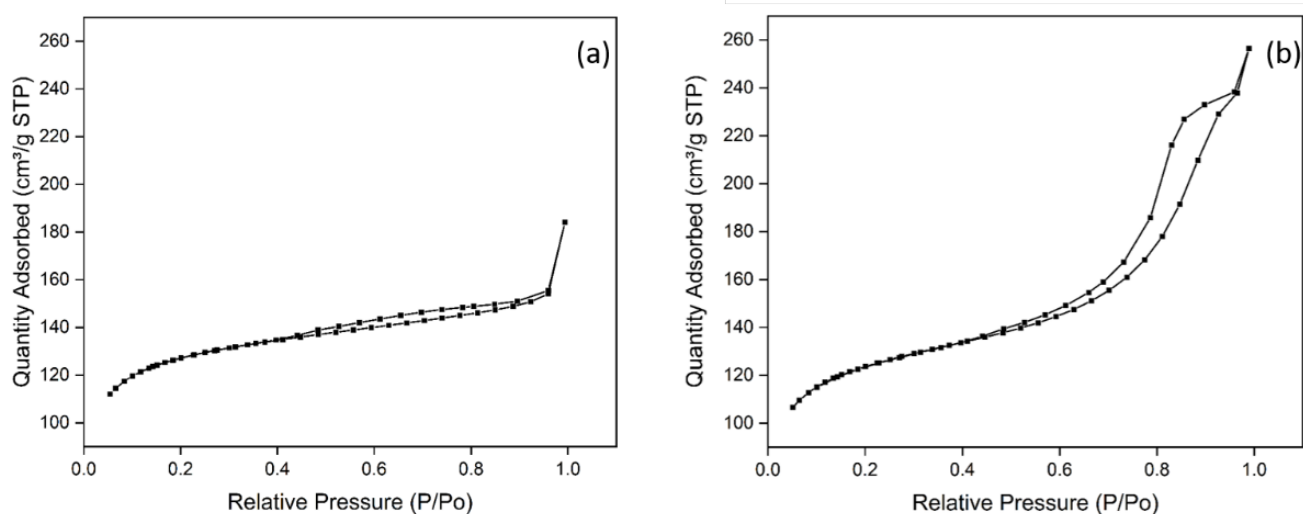 (a)
260
240
220
200
180
160
140
120
100
0.0 0.2 0.4 0.6 0.8 1.0
Quantity Adsorbed (cm³/g STP)
Relative Pressure (P/Po)
(b)
260
240
220
200
180
160
140
120
100
0.0 0.2 0.4 0.6 0.8 1.0
Quantity Adsorbed (cm³/g STP)
Relative Pressure (P/Po)